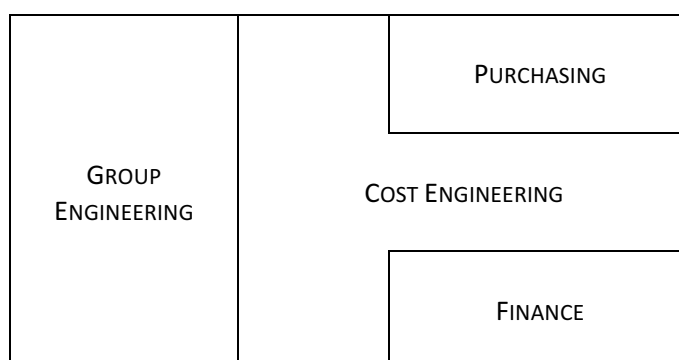 PURCHASING
GROUP
ENGINEERING
COST ENGINEERING
FINANCE